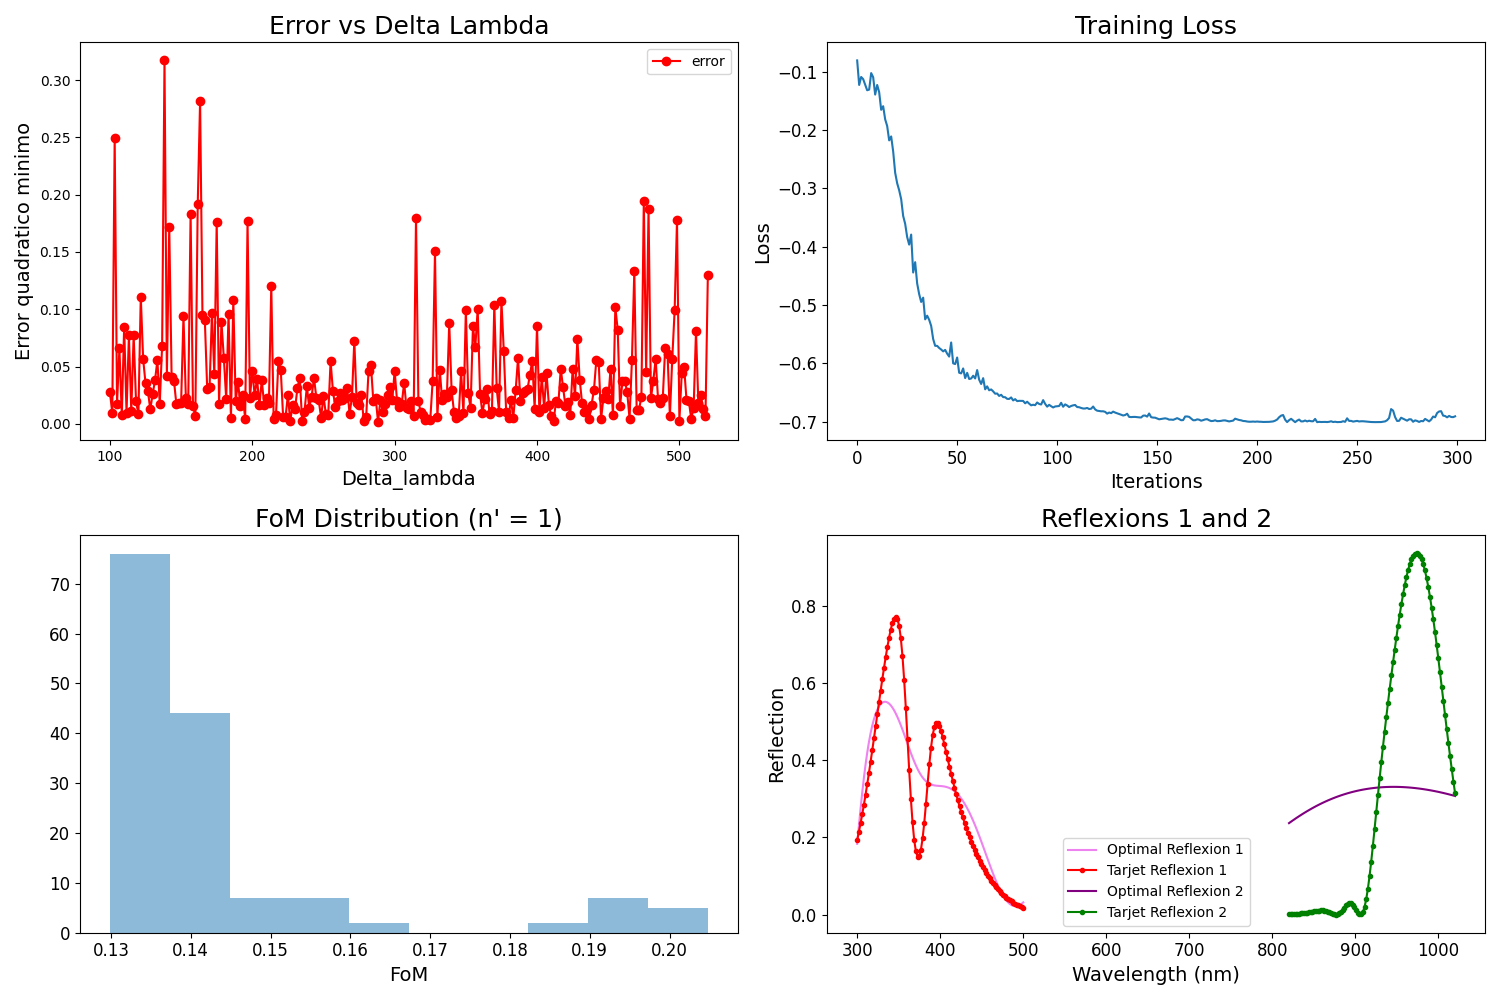 Error vs Delta Lambda
error
Error quadratico minimo
0.30
0.25
0.20
0.15
0.10
0.05
0.00
100 200 300 400 500
Delta_lambda
Training Loss
Loss
−0.1
−0.2
−0.3
−0.4
−0.5
−0.6
−0.7
0 50 100 150 200 250 300
Iterations
FoM Distribution (n' = 1)
70
60
50
40
30
20
10
0
0.13 0.14 0.15 0.16 0.17 0.18 0.19 0.20
FoM
Reflexions 1 and 2
Reflection
0.8
0.6
0.4
0.2
0.0
Optimal Reflexion 1
Tarjet Reflexion 1
Optimal Reflexion 2
Tarjet Reflexion 2
300 400 500 600 700 800 900 1000
Wavelength (nm)